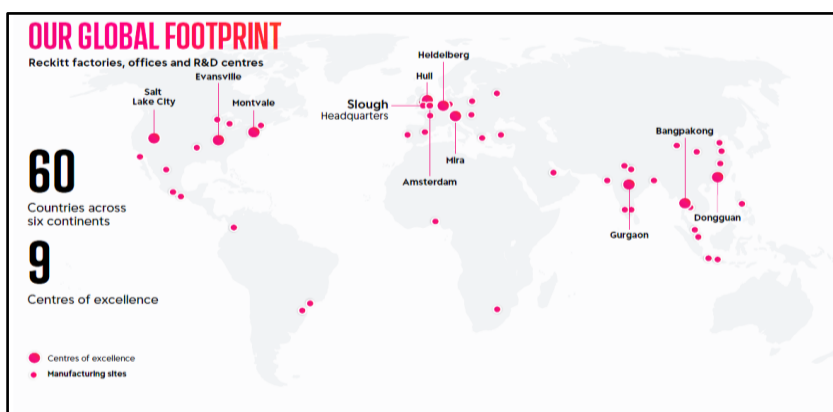 OUR GLOBAL FOOTPRINT
Reckitt factories, offices and R&D centres
Heidelberg
Evansville
Hull
Salt
Lake City
Montvale
Slough
Headquarters
Bangpakong
60
Mira
Amsterdam
Countries across
six continents
Dongguan
Gurgaon
9
Centres of excellence
Centres of excellence
Manufacturing sites